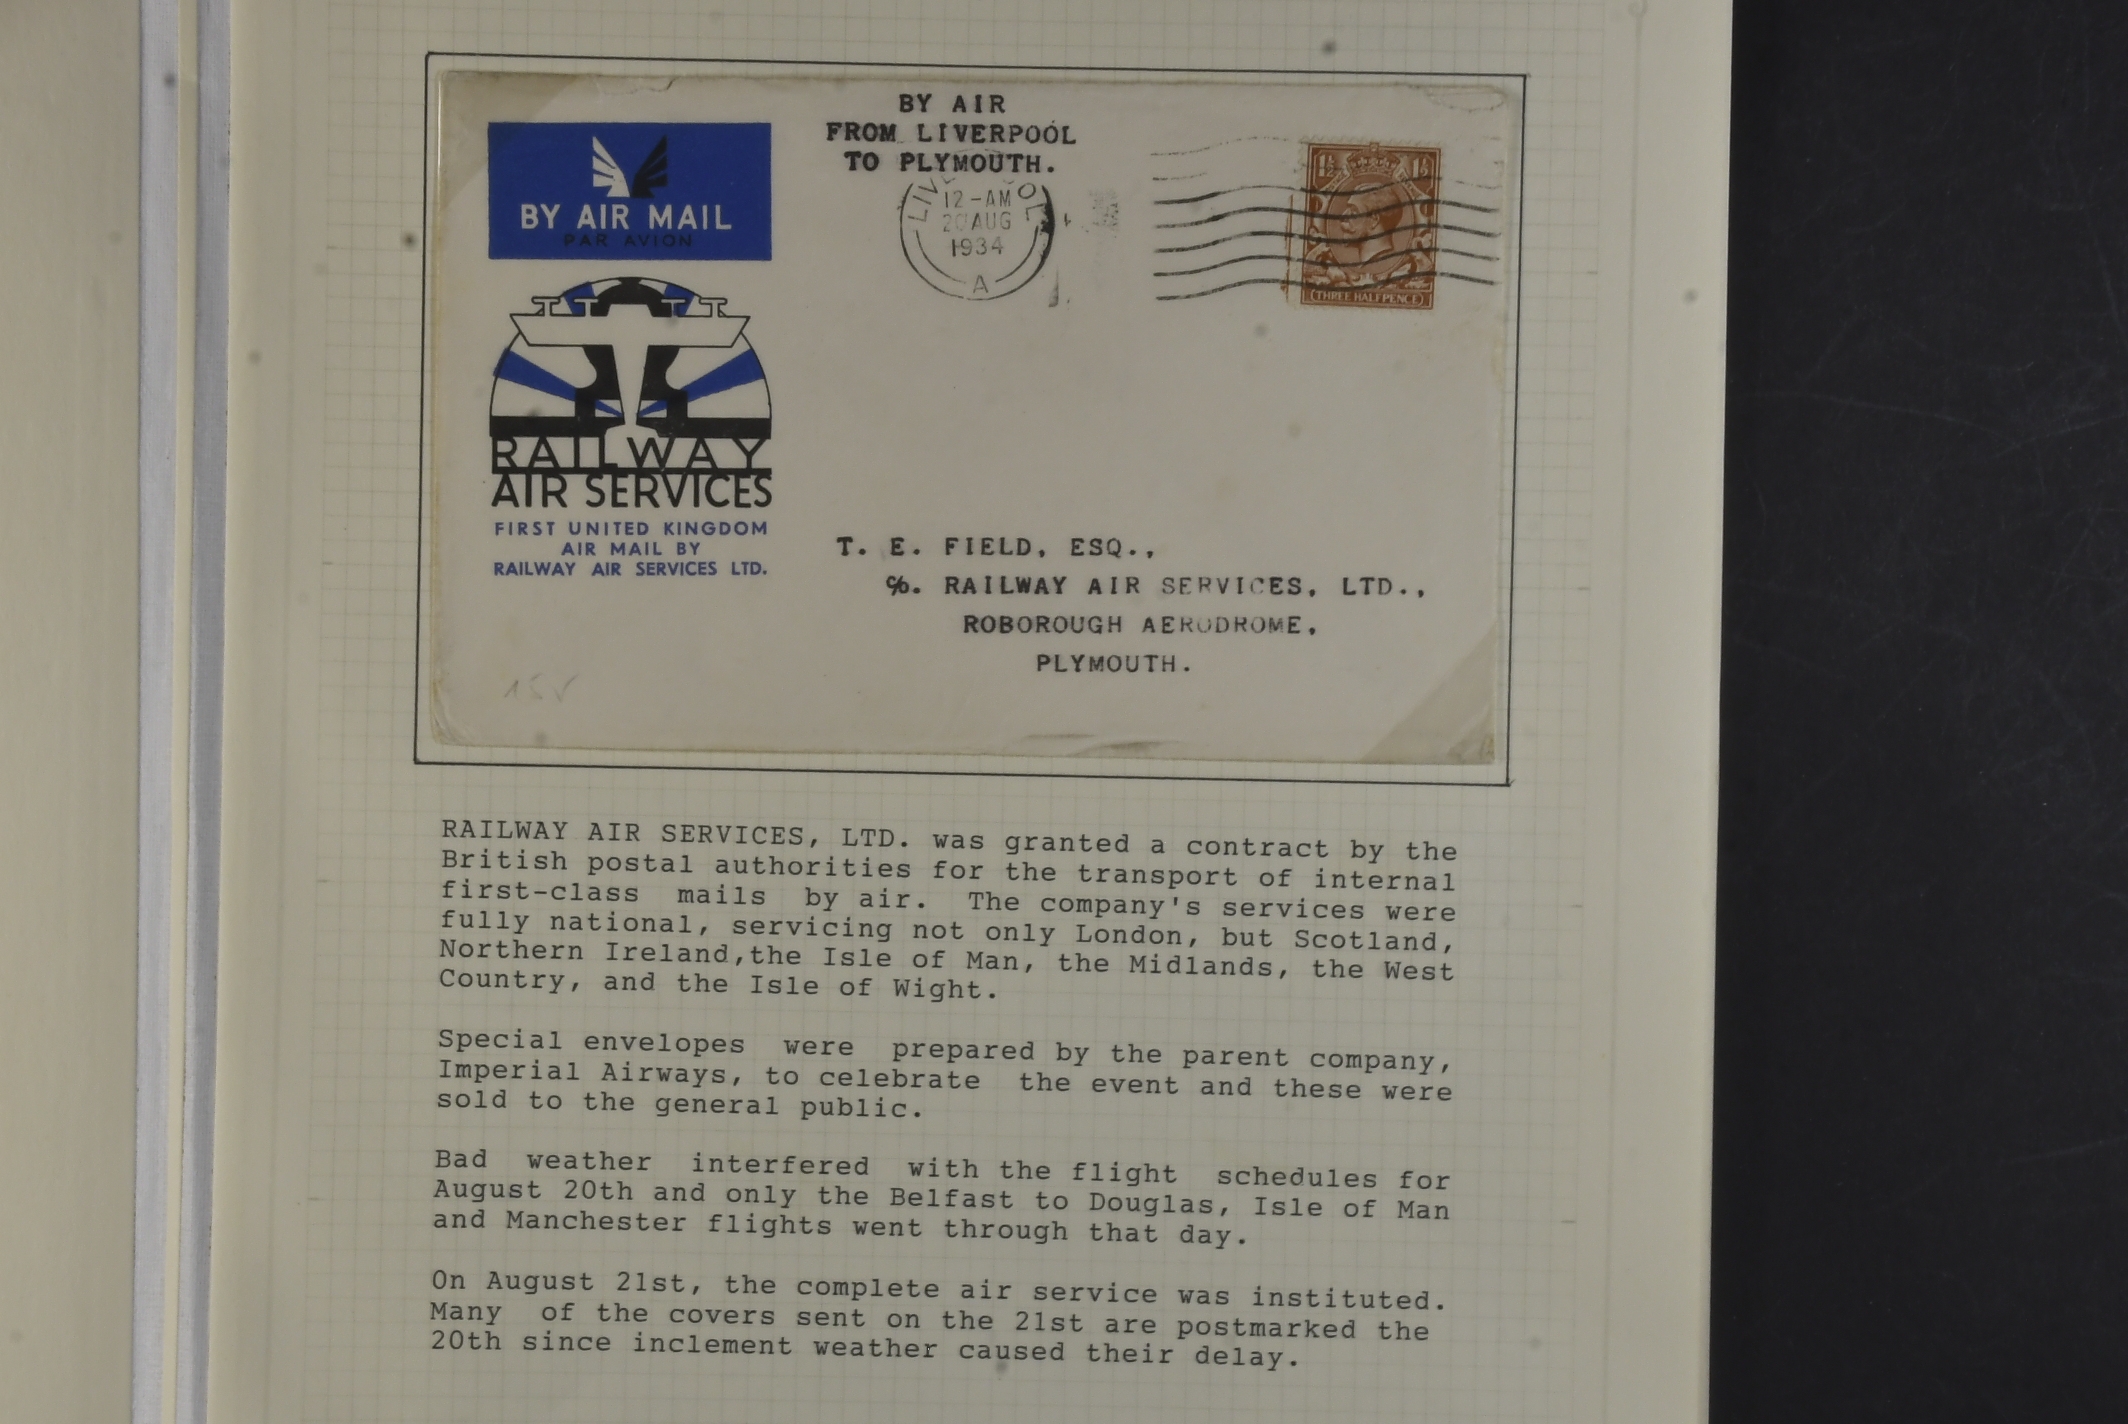 BY AIR
FROM LIVERPOOL
TO PLYMOUTH.
BY AIR MAIL
PAR AVION
12-AM
20 AUG
1934
A
1½ 1½
(THREE HALFPENCE)
RAILWAY
AIR SERVICES
FIRST UNITED KINGDOM
AIR MAIL BY
RAILWAY AIR SERVICES LTD.
T. E. FIELD, ESQ.,
℅. RAILWAY AIR SERVICES, LTD.,
ROBOROUGH AERODROME,
PLYMOUTH.
RAILWAY AIR SERVICES, LTD. was granted a contract by the
British postal authorities for the transport of internal
first-class mails by air. The company's services were
fully national, servicing not only London, but Scotland,
Northern Ireland,the Isle of Man, the Midlands, the West
Country, and the Isle of Wight.
Special envelopes were prepared by the parent company,
Imperial Airways, to celebrate the event and these were
sold to the general public.
Bad weather interfered with the flight schedules for
August 20th and only the Belfast to Douglas, Isle of Man
and Manchester flights went through that day.
On August 21st, the complete air service was instituted.
Many of the covers sent on the 21st are postmarked the
20th since inclement weather caused their delay.